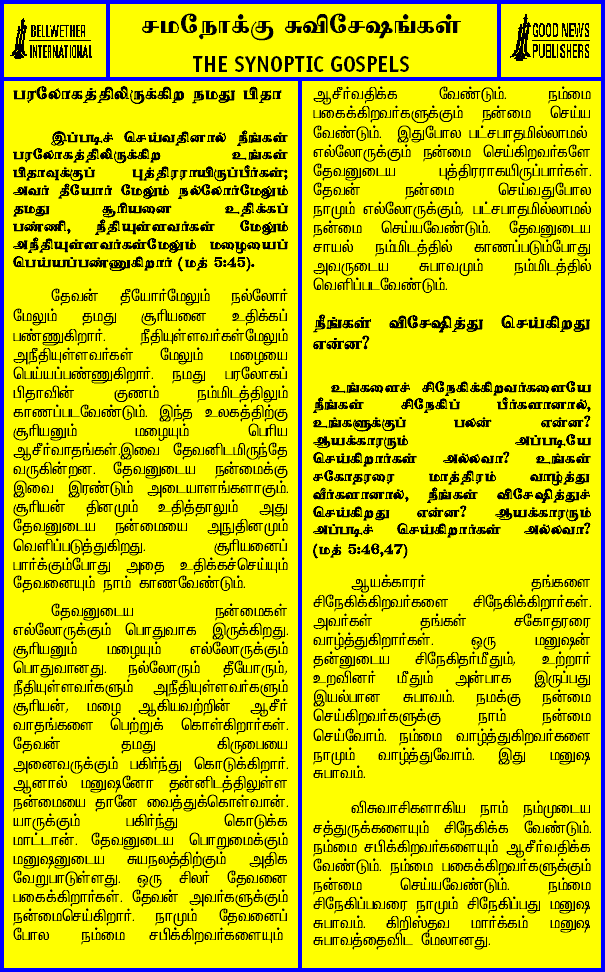 BELLWETHER
INTERNATIONAL
சமநோக்கு சுவிசேஷங்கள்
THE SYNOPTIC GOSPELS
GOOD NEWS
PUBLISHERS
பரலோகத்திலிருக்கிற நமது பிதா
இப்படிச் செய்வதினால் நீங்கள்
பரலோகத்திலிருக்கிற உங்கள்
பிதாவுக்குப் புத்திரராயிருப்பீர்கள்;
அவர் தீயோர் மேலும் நல்லோர்மேலும்
தமது சூரியனை உதிக்கப்
பண்ணி, நீதியுள்ளவர்கள் மேலும்
அநீதியுள்ளவர்கள்மேலும் மழையைப்
பெய்யப்பண்ணுகிறார் (மத் 5:45).
தேவன் தீயோர்மேலும் நல்லோர்
மேலும் தமது சூரியனை உதிக்கப்
பண்ணுகிறார். நீதியுள்ளவர்கள்மேலும்
அநீதியுள்ளவர்கள் மேலும் மழையை
பெய்யப்பண்ணுகிறார். நமது பரலோகப்
பிதாவின் குணம் நம்மிடத்திலும்
காணப்படவேண்டும். இந்த உலகத்திற்கு
சூரியனும் மழையும் பெரிய
ஆசீர்வாதங்கள்.இவை தேவனிடமிருந்தே
வருகின்றன. தேவனுடைய நன்மைக்கு
இவை இரண்டும் அடையாளங்களாகும்.
சூரியன் தினமும் உதித்தாலும் அது
தேவனுடைய நன்மையை அநுதினமும்
வெளிப்படுத்துகிறது. சூரியனைப்
பார்க்கும்போது அதை உதிக்கச்செய்யும்
தேவனையும் நாம் காணவேண்டும்.
தேவனுடைய நன்மைகள்
எல்லோருக்கும் பொதுவாக இருக்கிறது.
சூரியனும் மழையும் எல்லோருக்கும்
பொதுவானது. நல்லோரும் தீயோரும்,
நீதியுள்ளவர்களும் அநீதியுள்ளவர்களும்
சூரியன், மழை ஆகியவற்றின் ஆசீர்
வாதங்களை பெற்றுக் கொள்கிறார்கள்.
தேவன் தமது கிருபையை
அனைவருக்கும் பகிர்ந்து கொடுக்கிறார்.
ஆனால் மனுஷனோ தன்னிடத்திலுள்ள
நன்மையை தானே வைத்துக்கொள்வான்.
யாருக்கும் பகிர்ந்து கொடுக்க
மாட்டான். தேவனுடைய பொறுமைக்கும்
மனுஷனுடைய சுயநலத்திற்கும் அதிக
வேறுபாடுள்ளது. ஒரு சிலர் தேவனை
பகைக்கிறார்கள். தேவன் அவர்களுக்கும்
நன்மைசெய்கிறார். நாமும் தேவனைப்
போல நம்மை சபிக்கிறவர்களையும்
ஆசீர்வதிக்க வேண்டும். நம்மை
பகைக்கிறவர்களுக்கும் நன்மை செய்ய
வேண்டும். இதுபோல பட்சபாதமில்லாமல்
எல்லோருக்கும் நன்மை செய்கிறவர்களே
தேவனுடைய புத்திரராகயிருப்பார்கள்.
தேவன் நன்மை செய்வதுபோல
நாமும் எல்லோருக்கும், பட்சபாதமில்லாமல்
நன்மை செய்யவேண்டும். தேவனுடைய
சாயல் நம்மிடத்தில் காணப்படும்போது
அவருடைய சுபாவமும் நம்மிடத்தில்
வெளிப்படவேண்டும்.
நீங்கள் விசேஷித்து செய்கிறது
என்ன?
உங்களைச் சிநேகிக்கிறவர்களையே
நீங்கள் சிநேகிப் பீர்களானால்,
உங்களுக்குப் பலன் என்ன?
ஆயக்காரரும் அப்படியே
செய்கிறார்கள் அல்லவா? உங்கள்
சகோதரரை மாத்திரம் வாழ்த்து
வீர்களானால், நீங்கள் விசேஷித்துச்
செய்கிறது என்ன? ஆயக்காரரும்
அப்படிச் செய்கிறார்கள் அல்லவா?
(மத் 5:46,47)
ஆயக்காரர் தங்களை
சிநேகிக்கிறவர்களை சிநேகிக்கிறார்கள்.
அவர்கள் தங்கள் சகோதரரை
வாழ்த்துகிறார்கள். ஒரு மனுஷன்
தன்னுடைய சிநேகிதர்மீதும், உற்றார்
உறவினர் மீதும் அன்பாக இருப்பது
இயல்பான சுபாவம். நமக்கு நன்மை
செய்கிறவர்களுக்கு நாம் நன்மை
செய்வோம். நம்மை வாழ்த்துகிறவர்களை
நாமும் வாழ்த்துவோம். இது மனுஷ
சுபாவம்.
விசுவாசிகளாகிய நாம் நம்முடைய
சத்துருக்களையும் சிநேகிக்க வேண்டும்.
நம்மை சபிக்கிறவர்களையும் ஆசீர்வதிக்க
வேண்டும். நம்மை பகைக்கிறவர்களுக்கும்
நன்மை செய்யவேண்டும். நம்மை
சிநேகிப்பவரை நாமும் சிநேகிப்பது மனுஷ
சுபாவம். கிறிஸ்தவ மார்க்கம் மனுஷ
சுபாவத்தைவிட மேலானது.